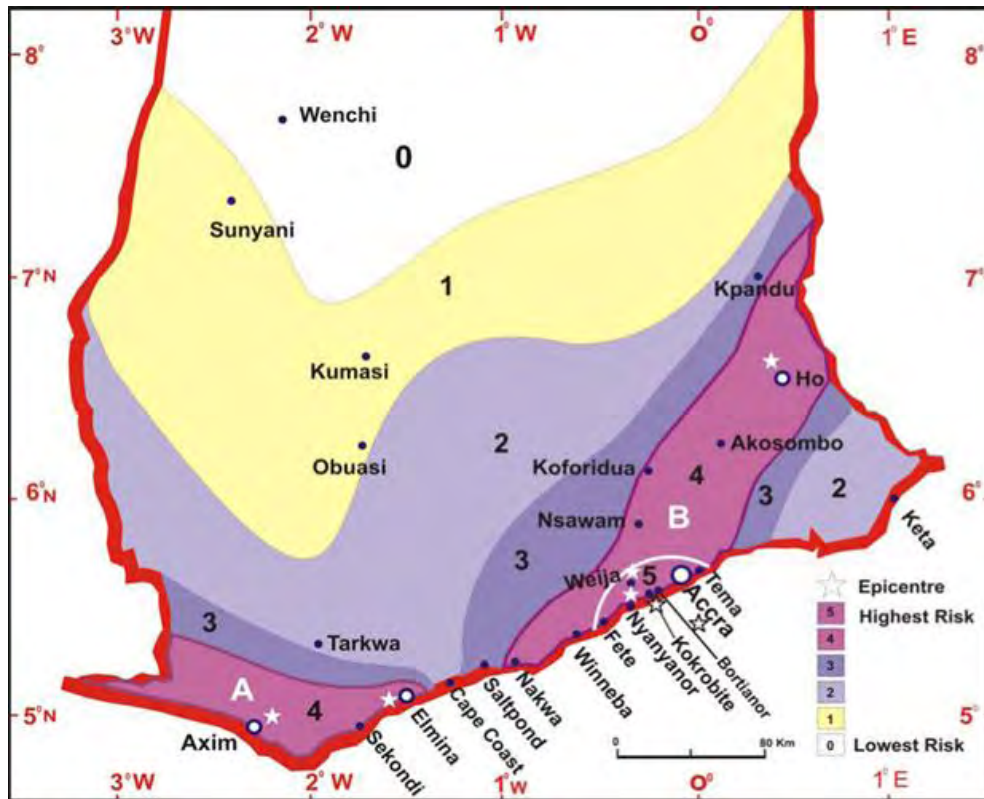 3°W 2°W 1°W 0° 1°E
8° 8°
Wenchi
0
Sunyani
1
7°N 7°
Kpandu
Kumasi
Ho
2
Obuasi
Koforidua
Akosombo
4
3
2
6°N 6°
Nsawam
B
Keta
3
Weija
5
Tema
Accra
Epicentre
5 Highest Risk
4
3
2
1
0 Lowest Risk
3
Tarkwa
A
4
Axim
5°N 5°
Sekondi
Elmina
Cape Coast
Saltpond
Nakwa
Winneba
Fete
Nyanyanor
Kokrobite
Bortianor
0 80 Km
3°W 2°W 1°W 0° 1°E